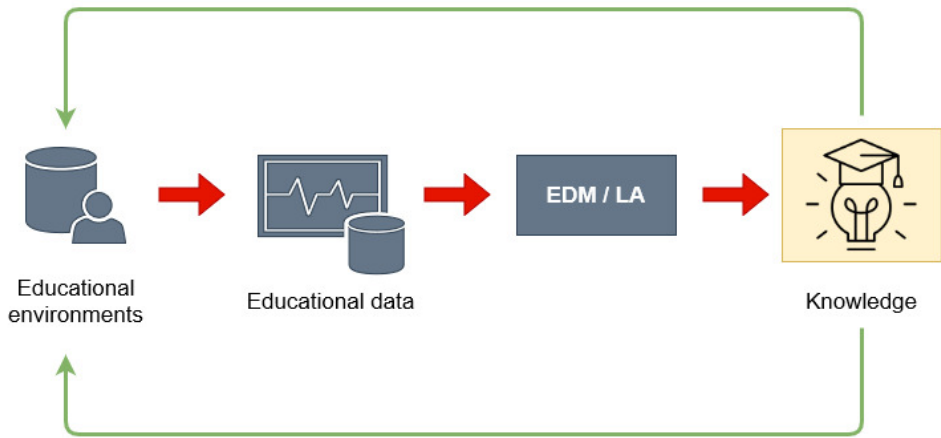 EDM / LA
Educational
environments
Educational data
Knowledge